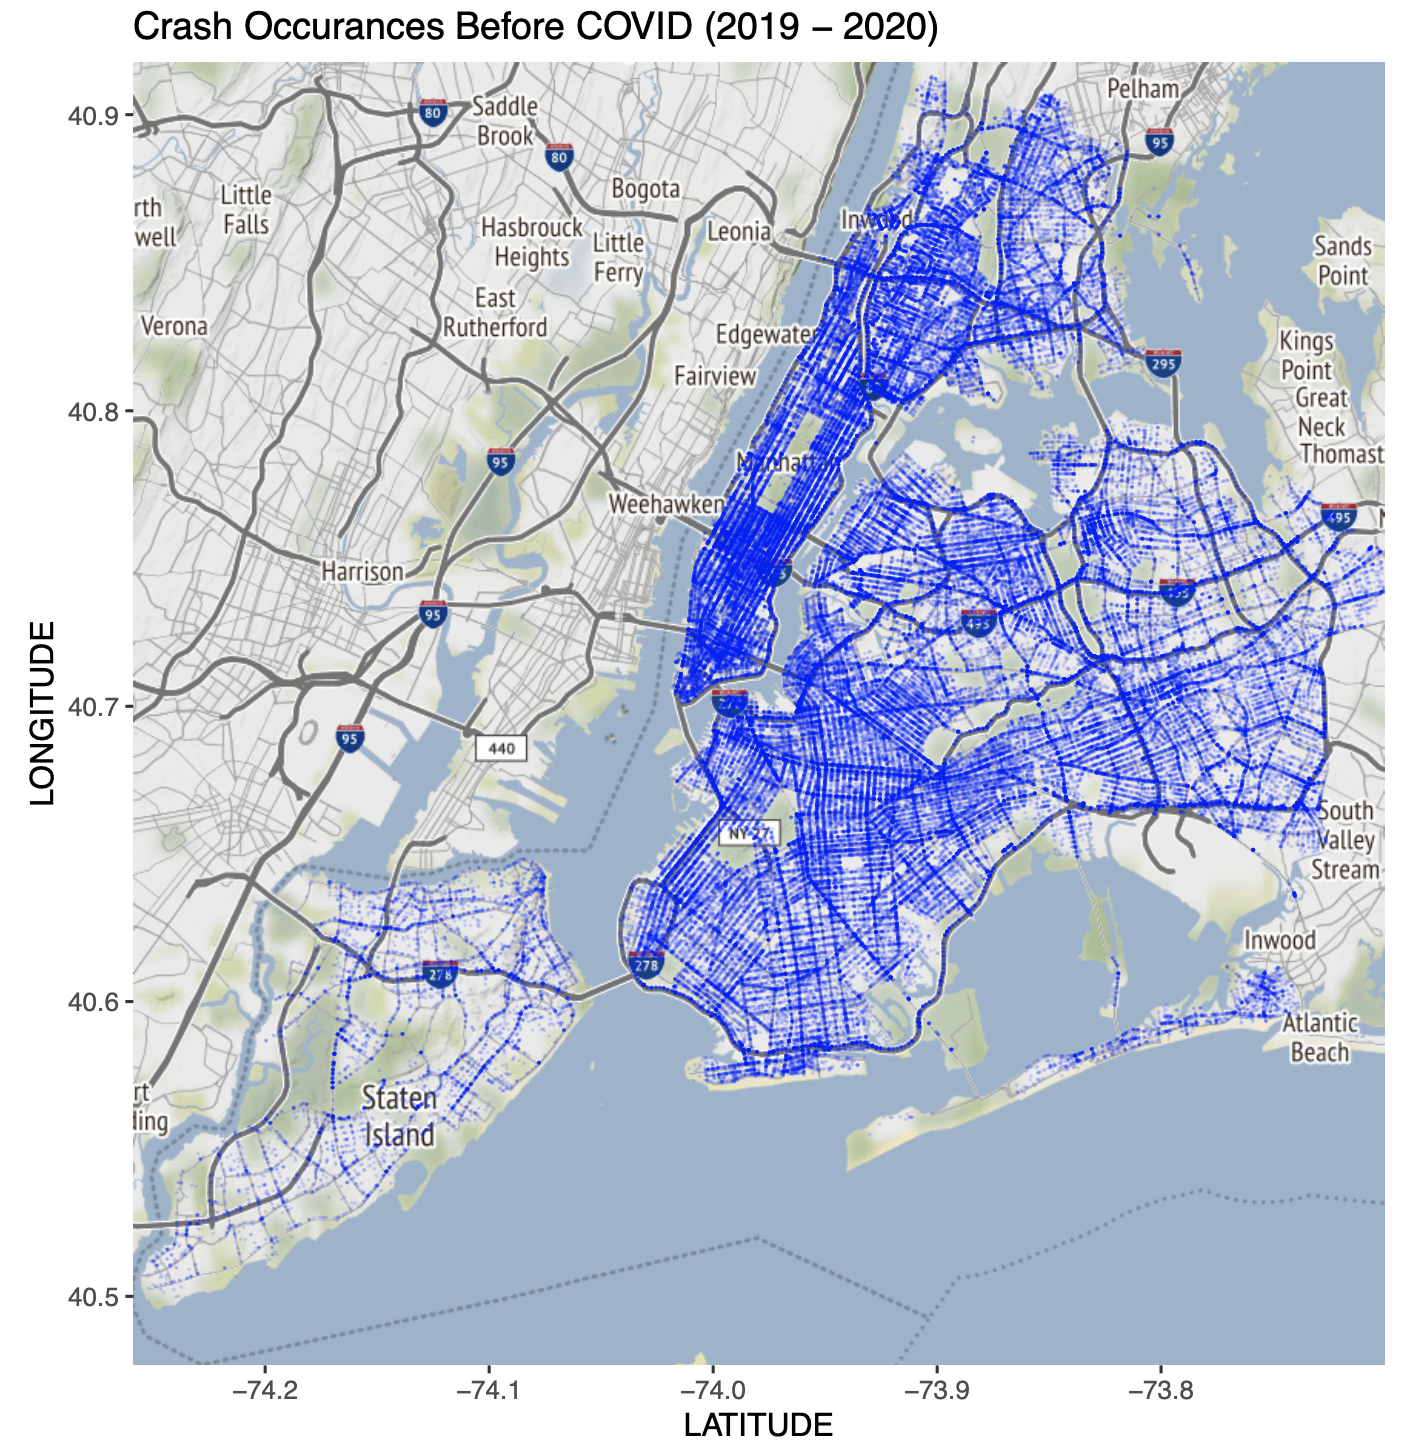 Crash Occurances Before COVID (2019 − 2020)
Pelham
40.9
80
Saddle
Brook
95
80
Little
Falls
Bogota
rth
well
Inwood
Hasbrouck
Heights
Little
Ferry
Leonia
Sands
Point
East
Rutherford
Verona
Edgewater
Kings
Point
295
Fairview
Great
Neck
40.8
Thomast
95
Manhattan
Weehawken
495
Harrison
95
LONGITUDE
40.7
95
440
NY 27
South
Valley
Stream
Inwood
278
278
40.6
Atlantic
Beach
rt
ding
Staten
Island
40.5
−74.2
−74.1
−74.0
−73.9
−73.8
LATITUDE